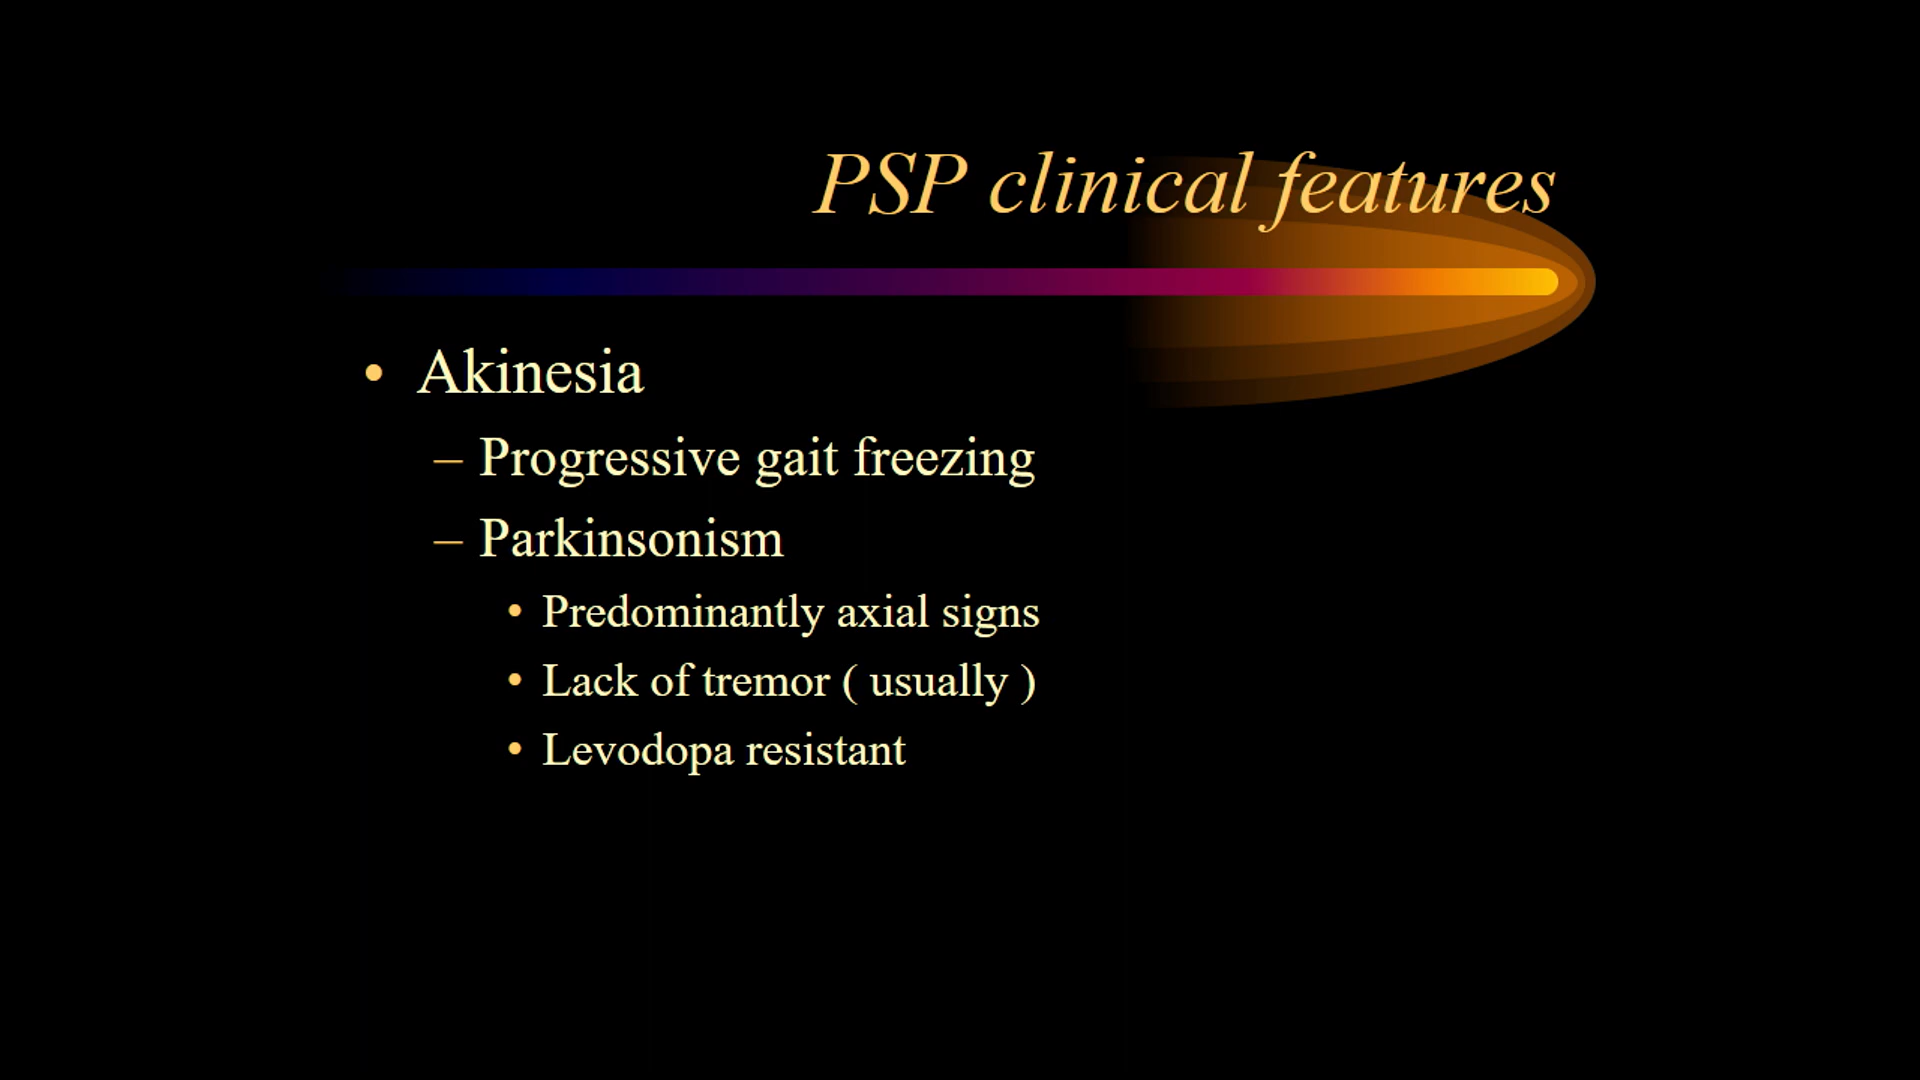 PSP clinical features
• Akinesia
– Progressive gait freezing
– Parkinsonism
• Predominantly axial signs
• Lack of tremor ( usually )
• Levodopa resistant